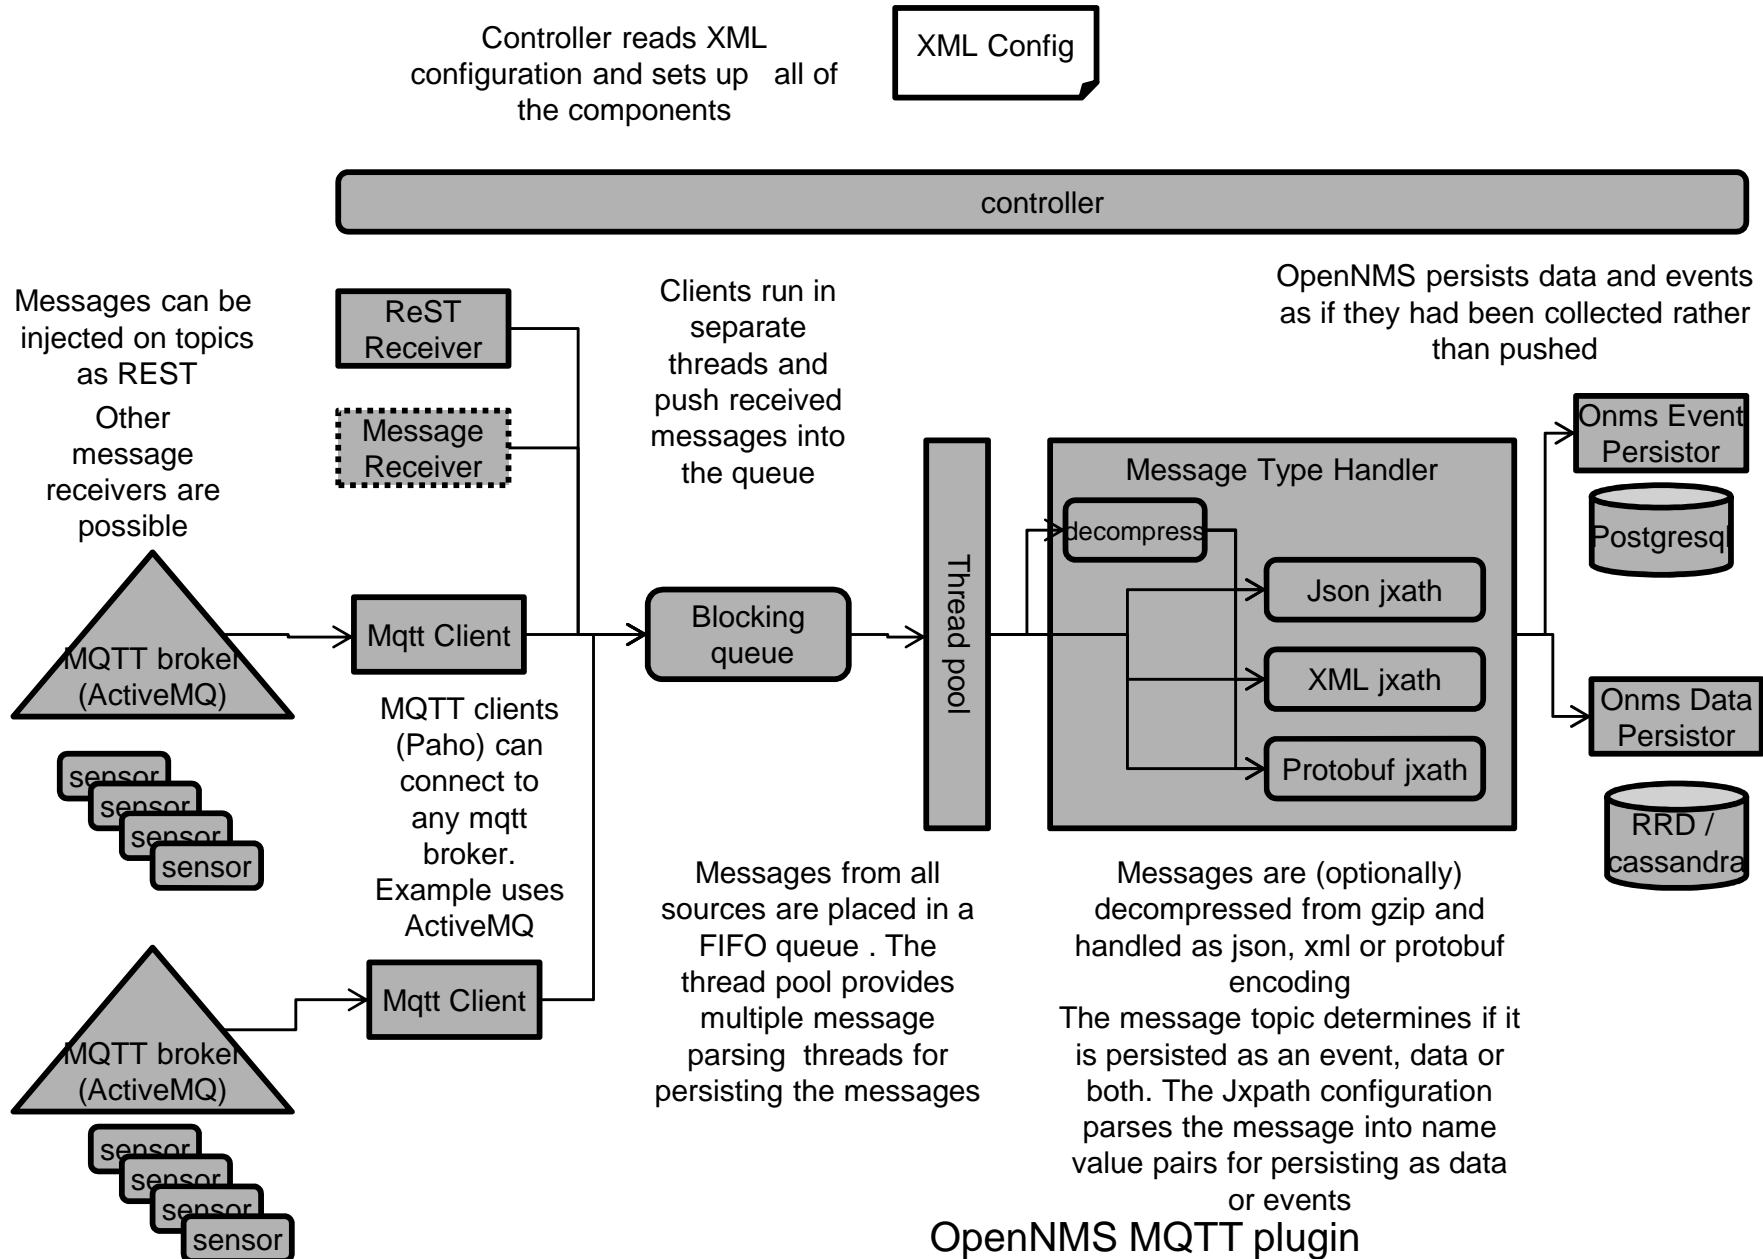 Controller reads XML
configuration and sets up all of
the components
XML Config
controller
Messages can be
injected on topics
as REST
Other
message
receivers are
possible
ReST
Receiver
Message
Receiver
Clients run in
separate
threads and
push received
messages into
the queue
OpenNMS persists data and events
as if they had been collected rather
than pushed
MQTT broker
(ActiveMQ)
Mqtt Client
Blocking
queue
Thread pool
Message Type Handler
decompress
Json jxath
XML jxath
Protobuf jxath
Onms Event
Persistor
Postgresql
Onms Data
Persistor
RRD /
cassandra
sensor
sensor
sensor
sensor
MQTT clients
(Paho) can
connect to
any mqtt
broker.
Example uses
ActiveMQ
Mqtt Client
MQTT broker
(ActiveMQ)
sensor
sensor
sensor
sensor
Messages from all
sources are placed in a
FIFO queue . The
thread pool provides
multiple message
parsing threads for
persisting the messages
Messages are (optionally)
decompressed from gzip and
handled as json, xml or protobuf
encoding
The message topic determines if it
is persisted as an event, data or
both. The Jxpath configuration
parses the message into name
value pairs for persisting as data
or events
OpenNMS MQTT plugin